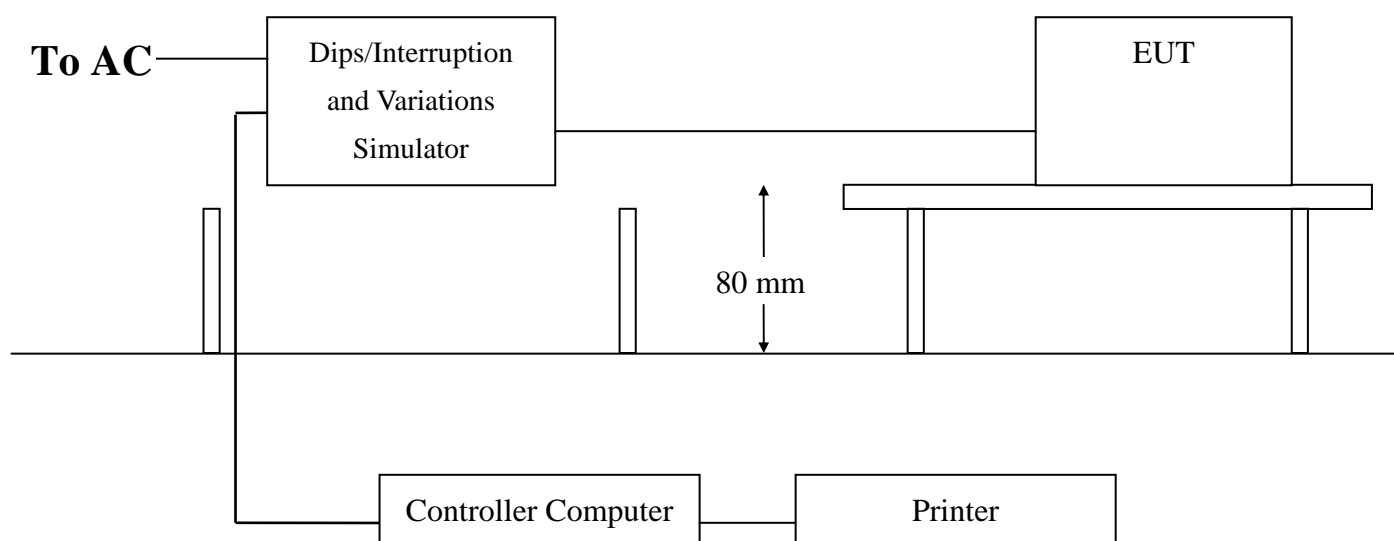 To AC
Dips/Interruption
and Variations
Simulator
EUT
80 mm
Controller Computer
Printer